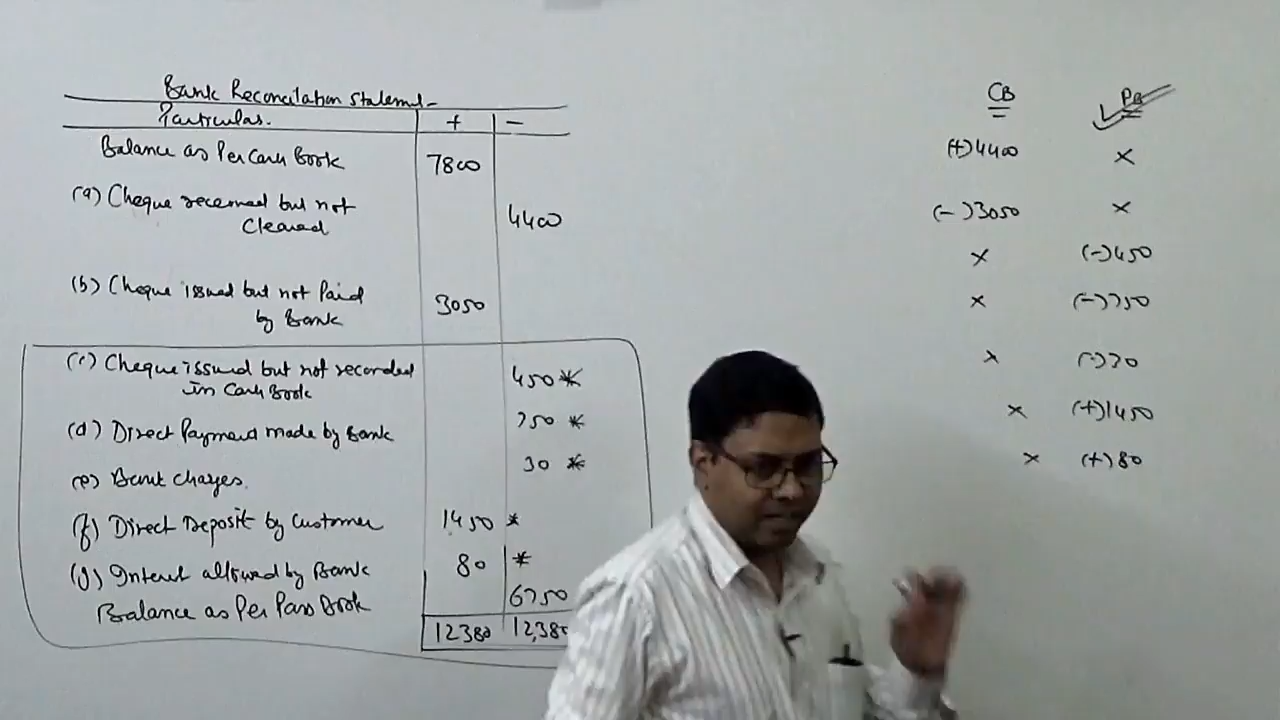 Bank Reconcilation Statement
Particulars. + -
Balance as Per Cash Book 7800
(a) Cheque received but not 4400
Cleared
(b) Cheque issued but not Paid 3050
by Bank
(c) Cheque issued but not recorded 450*
in Cash Book
(d) Direct Payment made by Bank 750 *
(e) Bank Charges. 30 *
(f) Direct Deposit by Customer 1450 *
(g) Interest allowed by Bank 80 *
Balance as Per Pass Book 6750
12380 12,380
CB PB
(+)4400 ×
(-)3050 ×
× (-)450
× (-)750
× (-)30
× (+)1450
× (+)80